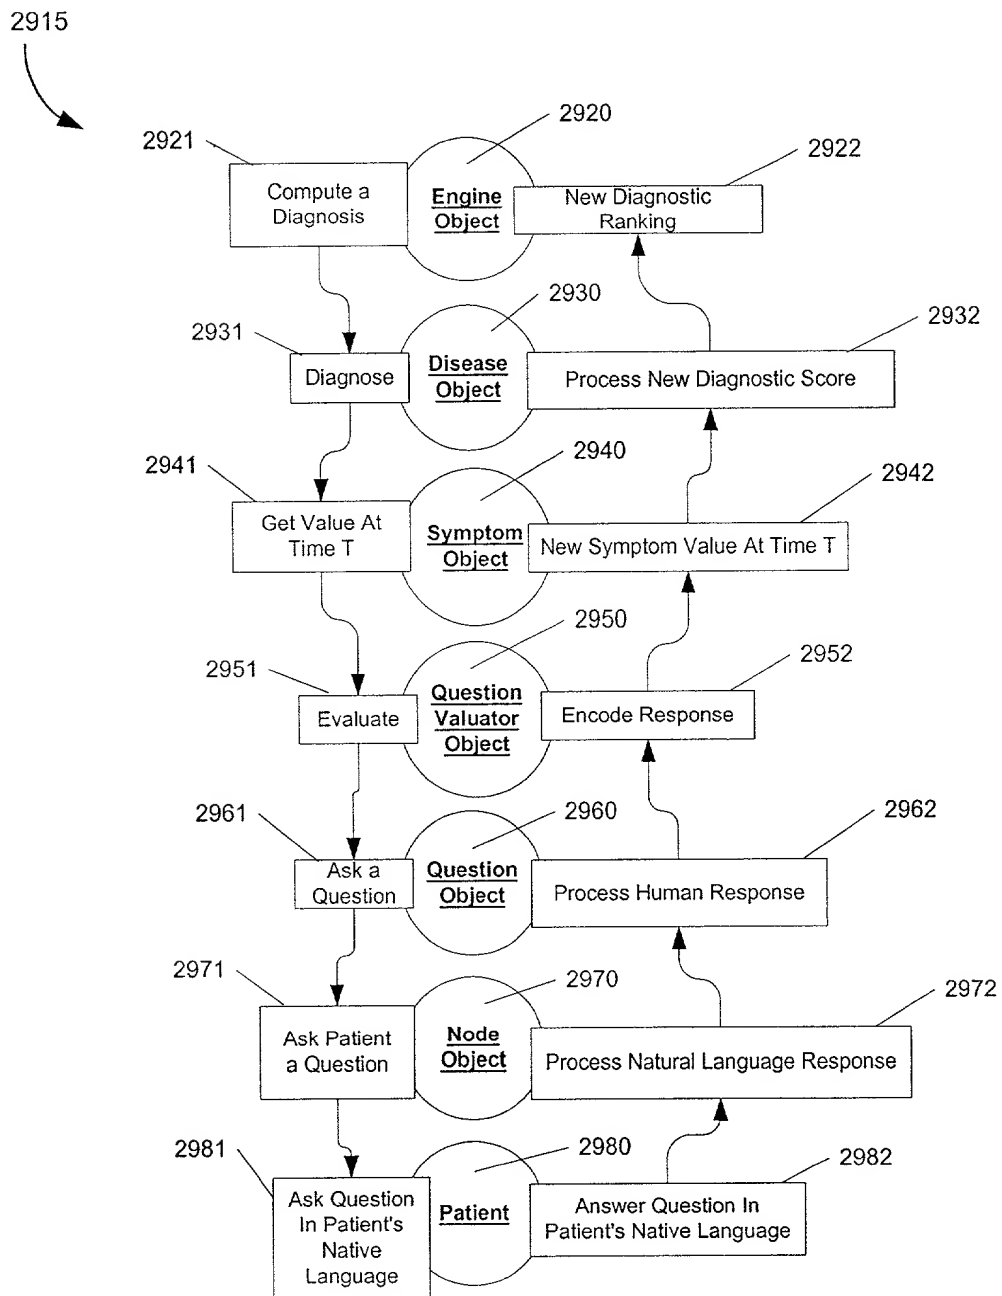 2915
2920
2921
2922
Compute a
Diagnosis
Engine
Object
New Diagnostic
Ranking
2930
2931
2932
Diagnose
Disease
Object
Process New Diagnostic Score
2940
2941
2942
Get Value At
Time T
Symptom
Object
New Symptom Value At Time T
2950
2951
2952
Evaluate
Question
Valuator
Object
Encode Response
2960
2961
2962
Ask a
Question
Question
Object
Process Human Response
2970
2971
2972
Ask Patient
a Question
Node
Object
Process Natural Language Response
2980
2981
2982
Ask Question
In Patient's
Native
Language
Patient
Answer Question In
Patient's Native Language